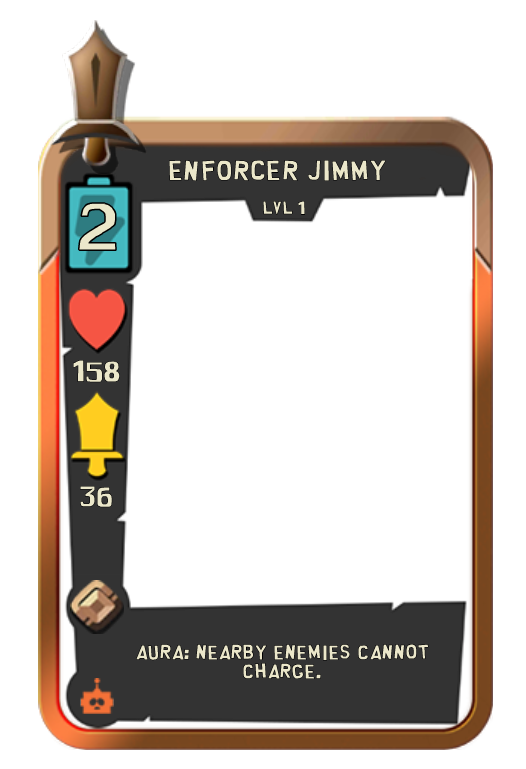 ENFORCER JIMMY
LVL 1
2
158
36
AURA: NEARBY ENEMIES CANNOT
CHARGE.